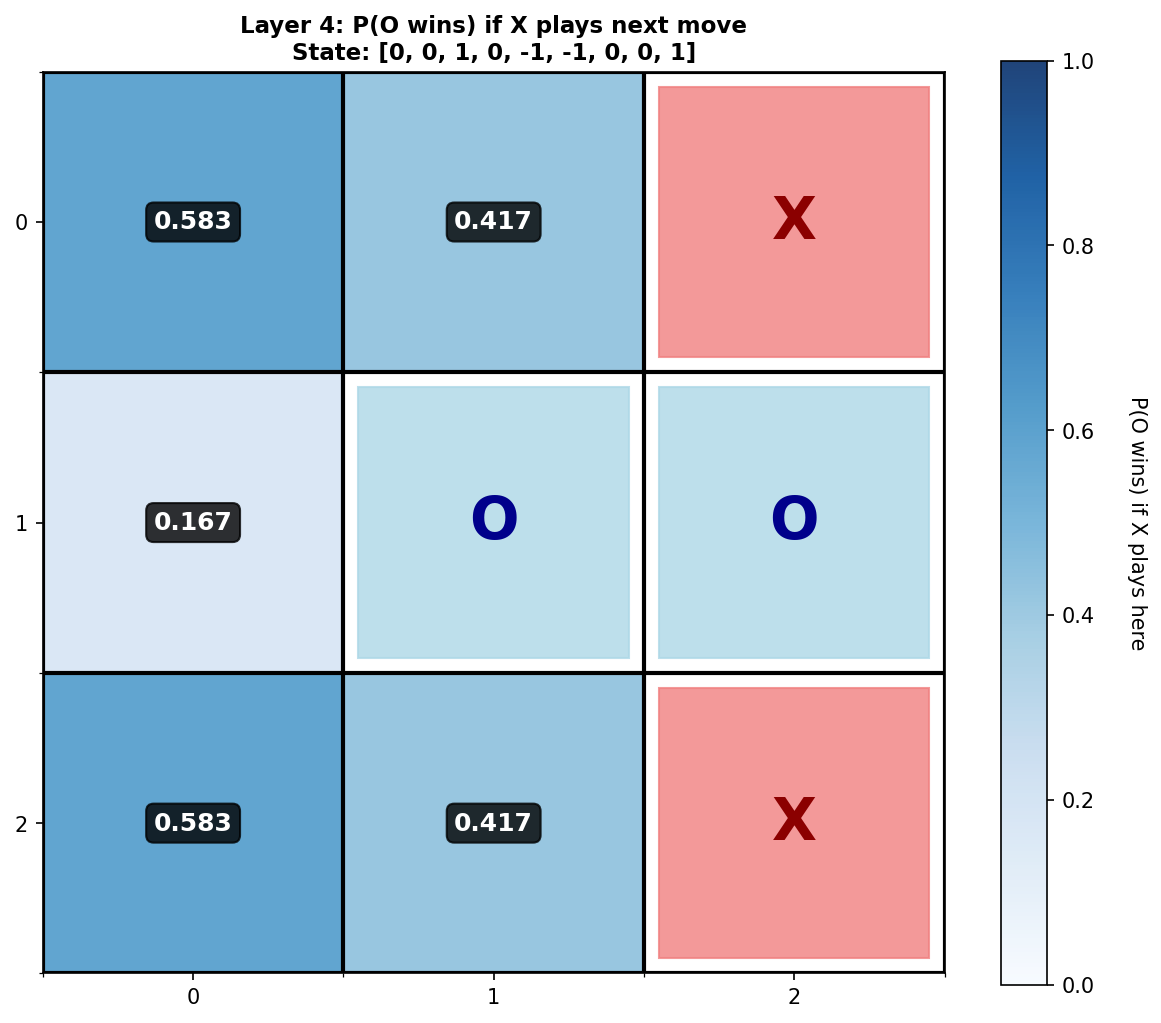 Layer 4: P(O wins) if X plays next move
State: [0, 0, 1, 0, -1, -1, 0, 0, 1]
0
0.583
0.417
X
1
0.167
O
O
2
0.583
0.417
X
0
1
2
1.0
0.8
0.6
0.4
0.2
0.0
P(O wins) if X plays here